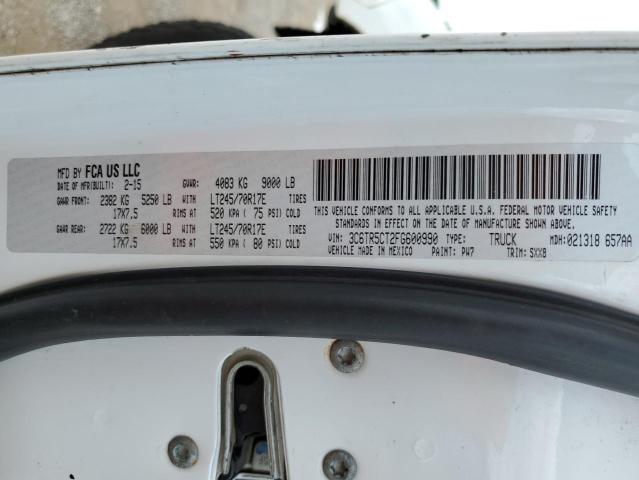 MFD BY FCA US LLC
DATE OF MFR(BUILT): 2-15 GVWR: 4083 KG 9000 LB
GAWR FRONT: 2382 KG 5250 LB WITH LT245/70R17E TIRES
17X7.5 RIMS AT 520 KPA ( 75 PSI) COLD
GAWR REAR: 2722 KG 6000 LB WITH LT245/70R17E TIRES
17X7.5 RIMS AT 550 KPA ( 80 PSI) COLD
THIS VEHICLE CONFORMS TO ALL APPLICABLE U.S.A. FEDERAL MOTOR VEHICLE SAFETY
STANDARDS IN EFFECT ON THE DATE OF MANUFACTURE SHOWN ABOVE.
VIN: 3C6TR5CT2FG600990 TYPE: TRUCK MDH:021318 657AA
VEHICLE MADE IN MEXICO PAINT: PW7 TRIM: SXX8